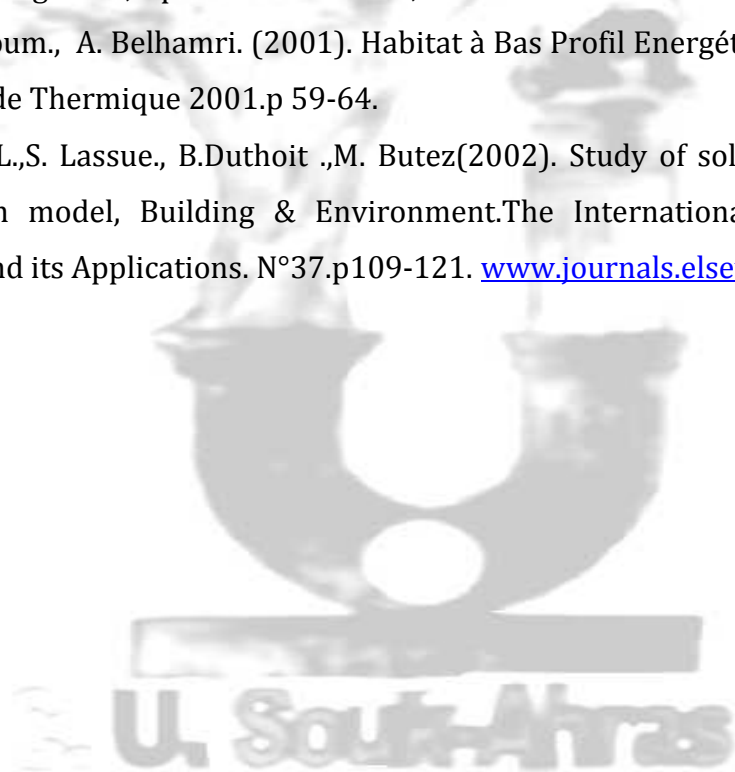 oum., A. Belhamri. (2001). Habitat à Bas Profil Energét
de Thermique 2001.p 59-64.
L.,S. Lassue., B.Duthoit .,M. Butez(2002). Study of sol
model, Building & Environment.The Internationa
nd its Applications. N°37.p109-121. www.journals.else
U. Souk-Ahras